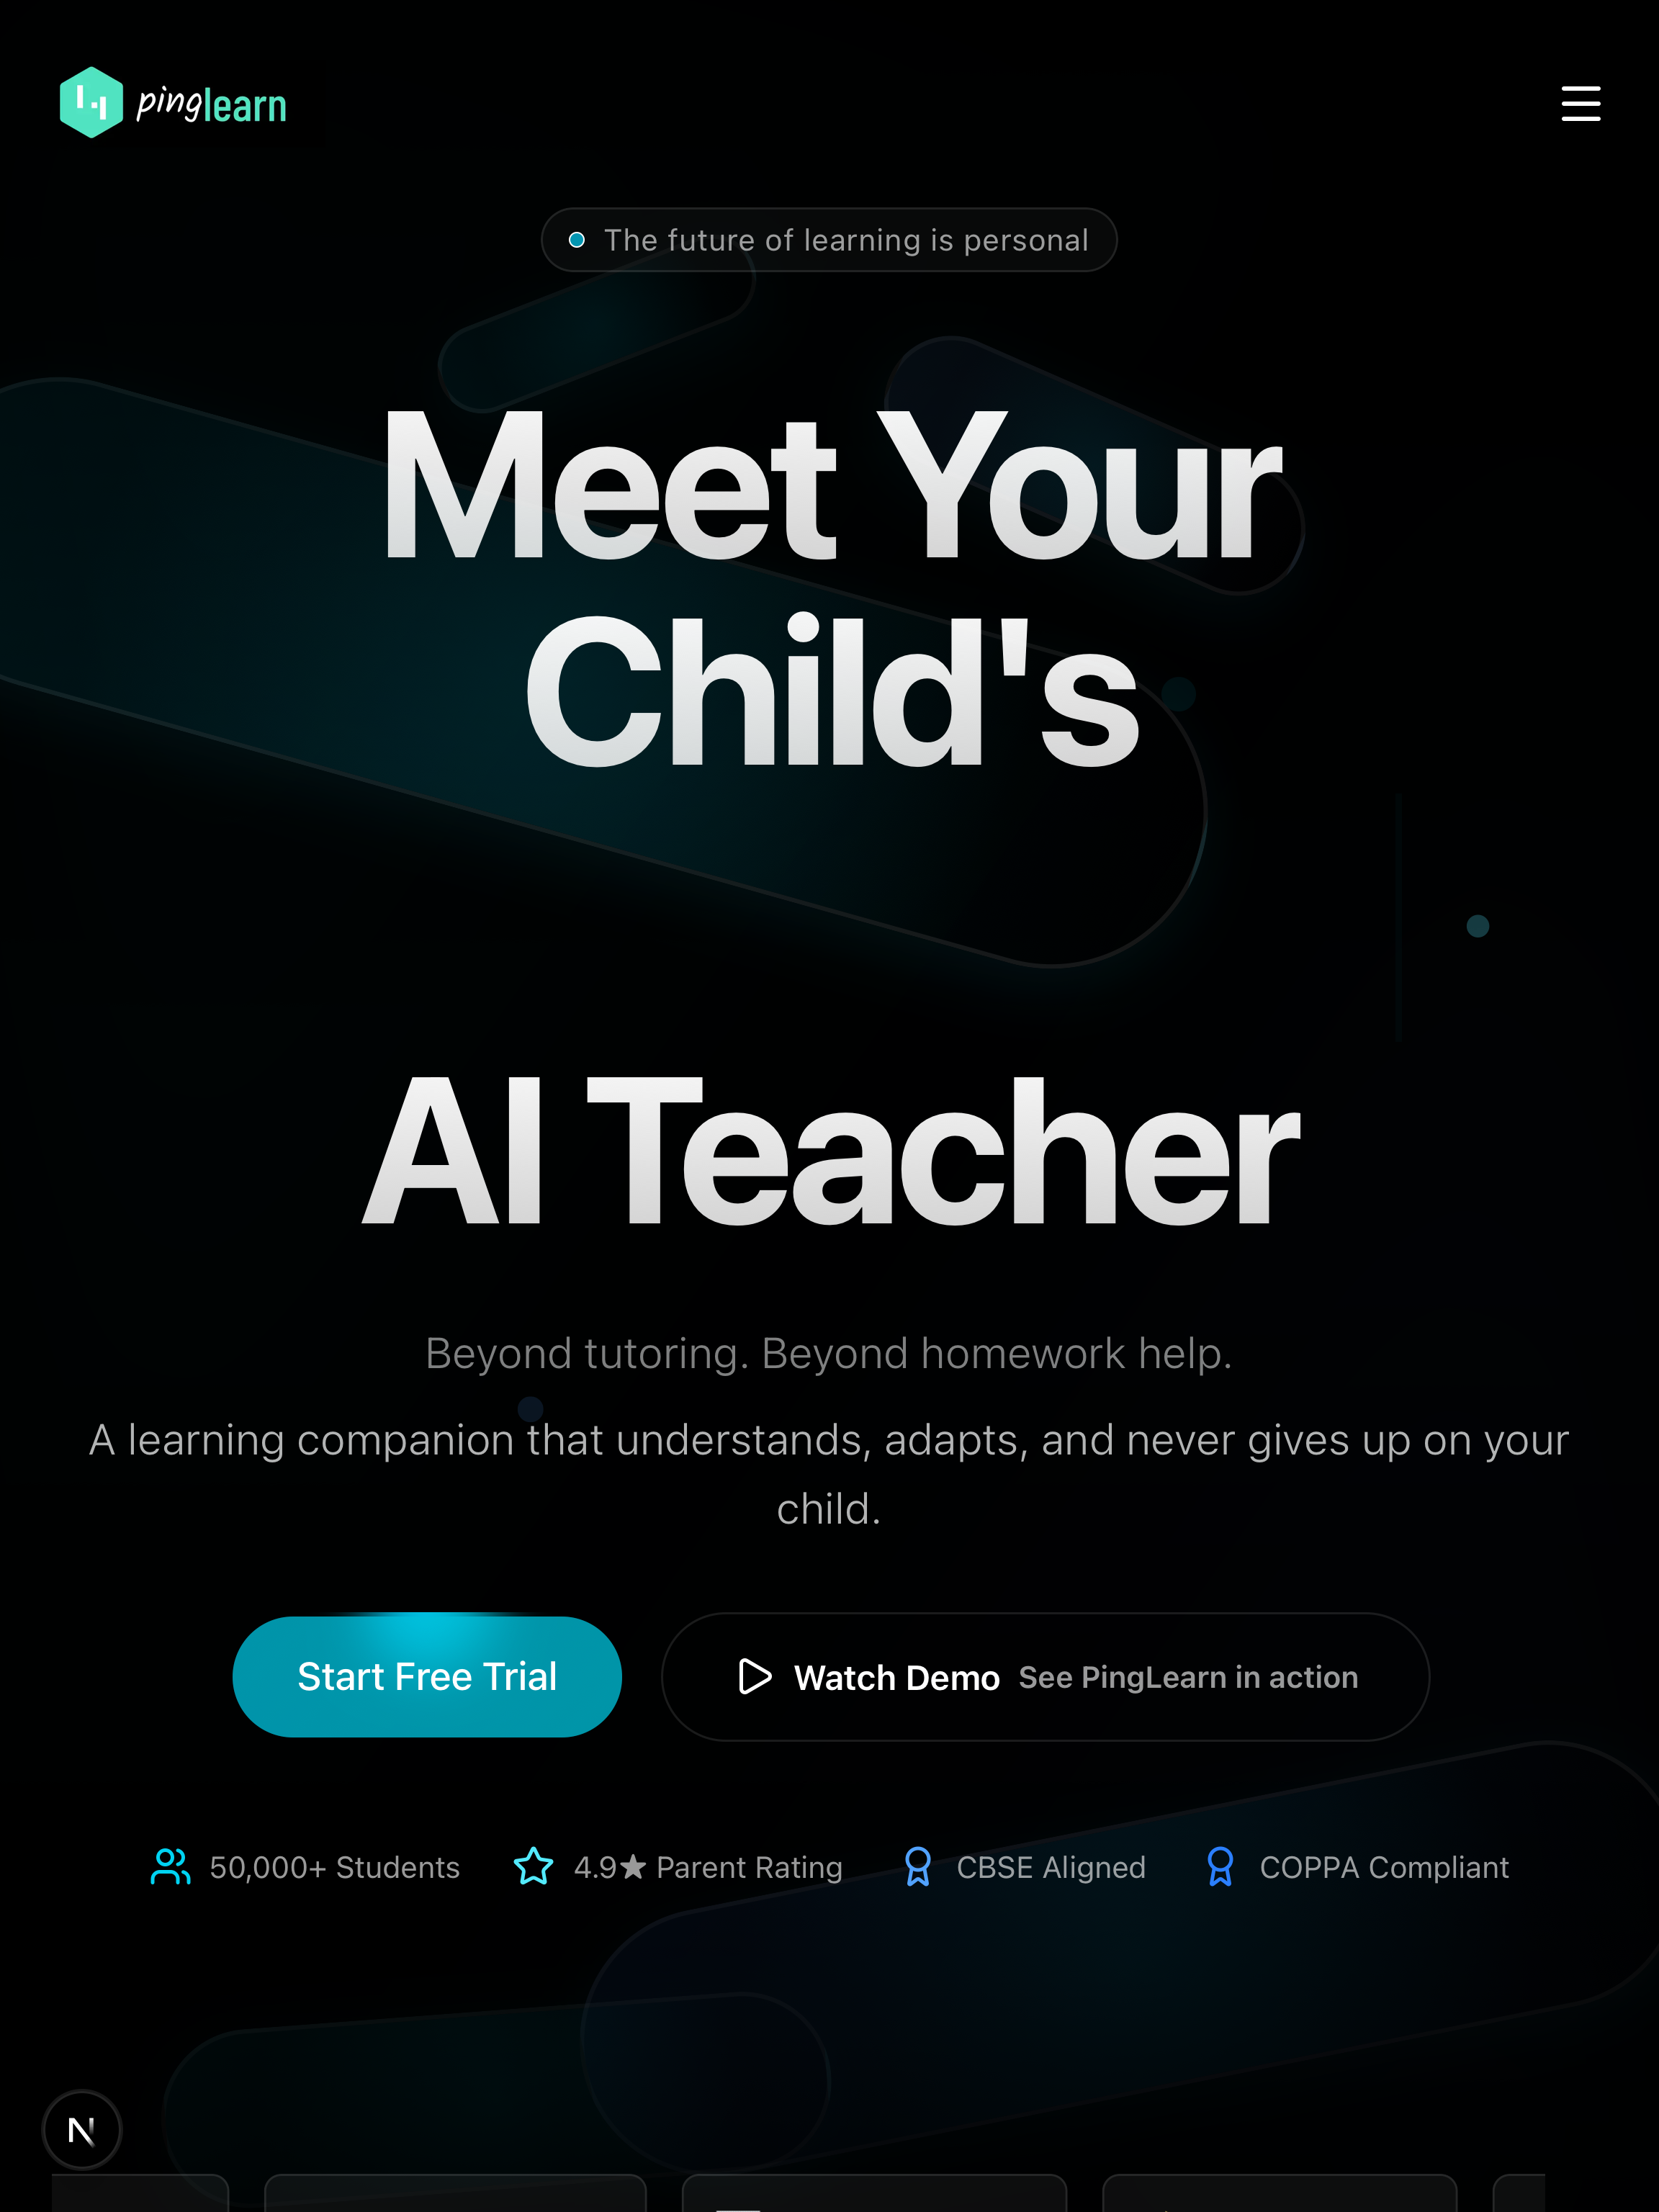 pinglearn
The future of learning is personal
Meet Your
Child's
AI Teacher
Beyond tutoring. Beyond homework help.
A learning companion that understands, adapts, and never gives up on your
child.
Start Free Trial
Watch Demo See PingLearn in action
50,000+ Students 4.9★ Parent Rating CBSE Aligned COPPA Compliant
N